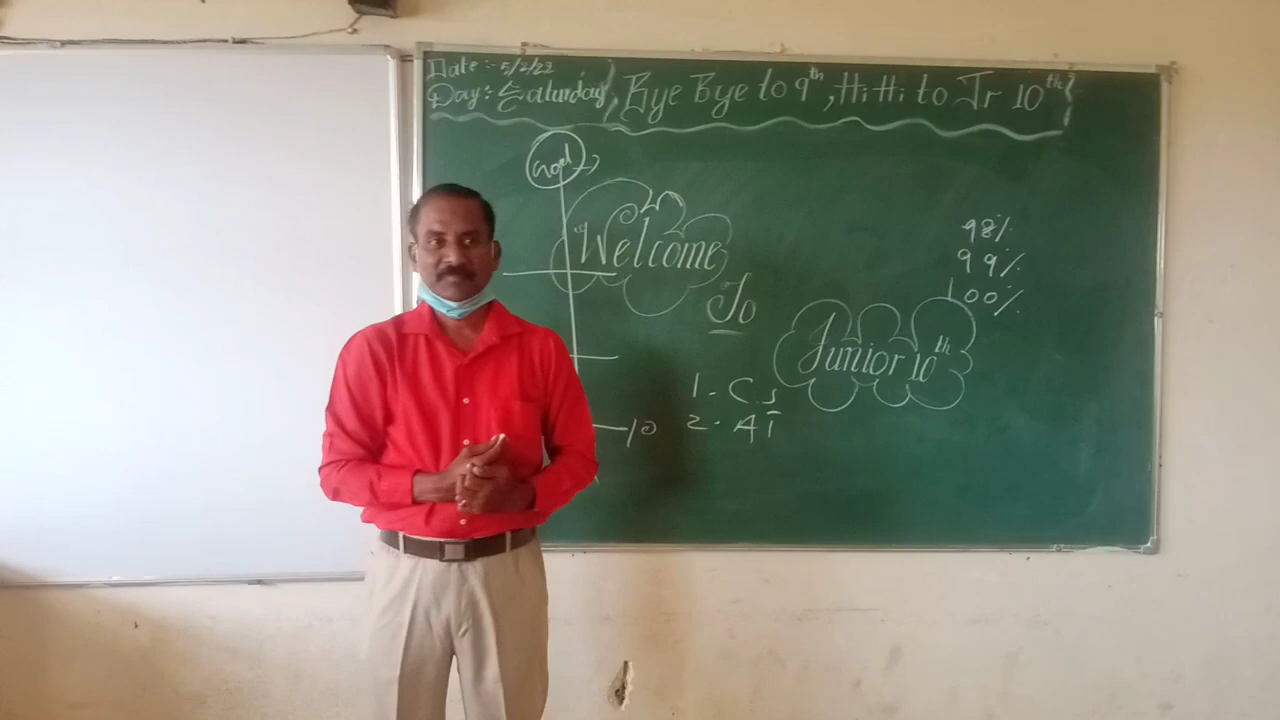 Date :- 5/2/22
Day :- Saturday
Bye Bye to 9th, Hi Hi to Jr 10th
Goal
"Welcome
To
Junior 10th
98%
99%
100%
1. C.S
2. AI
10